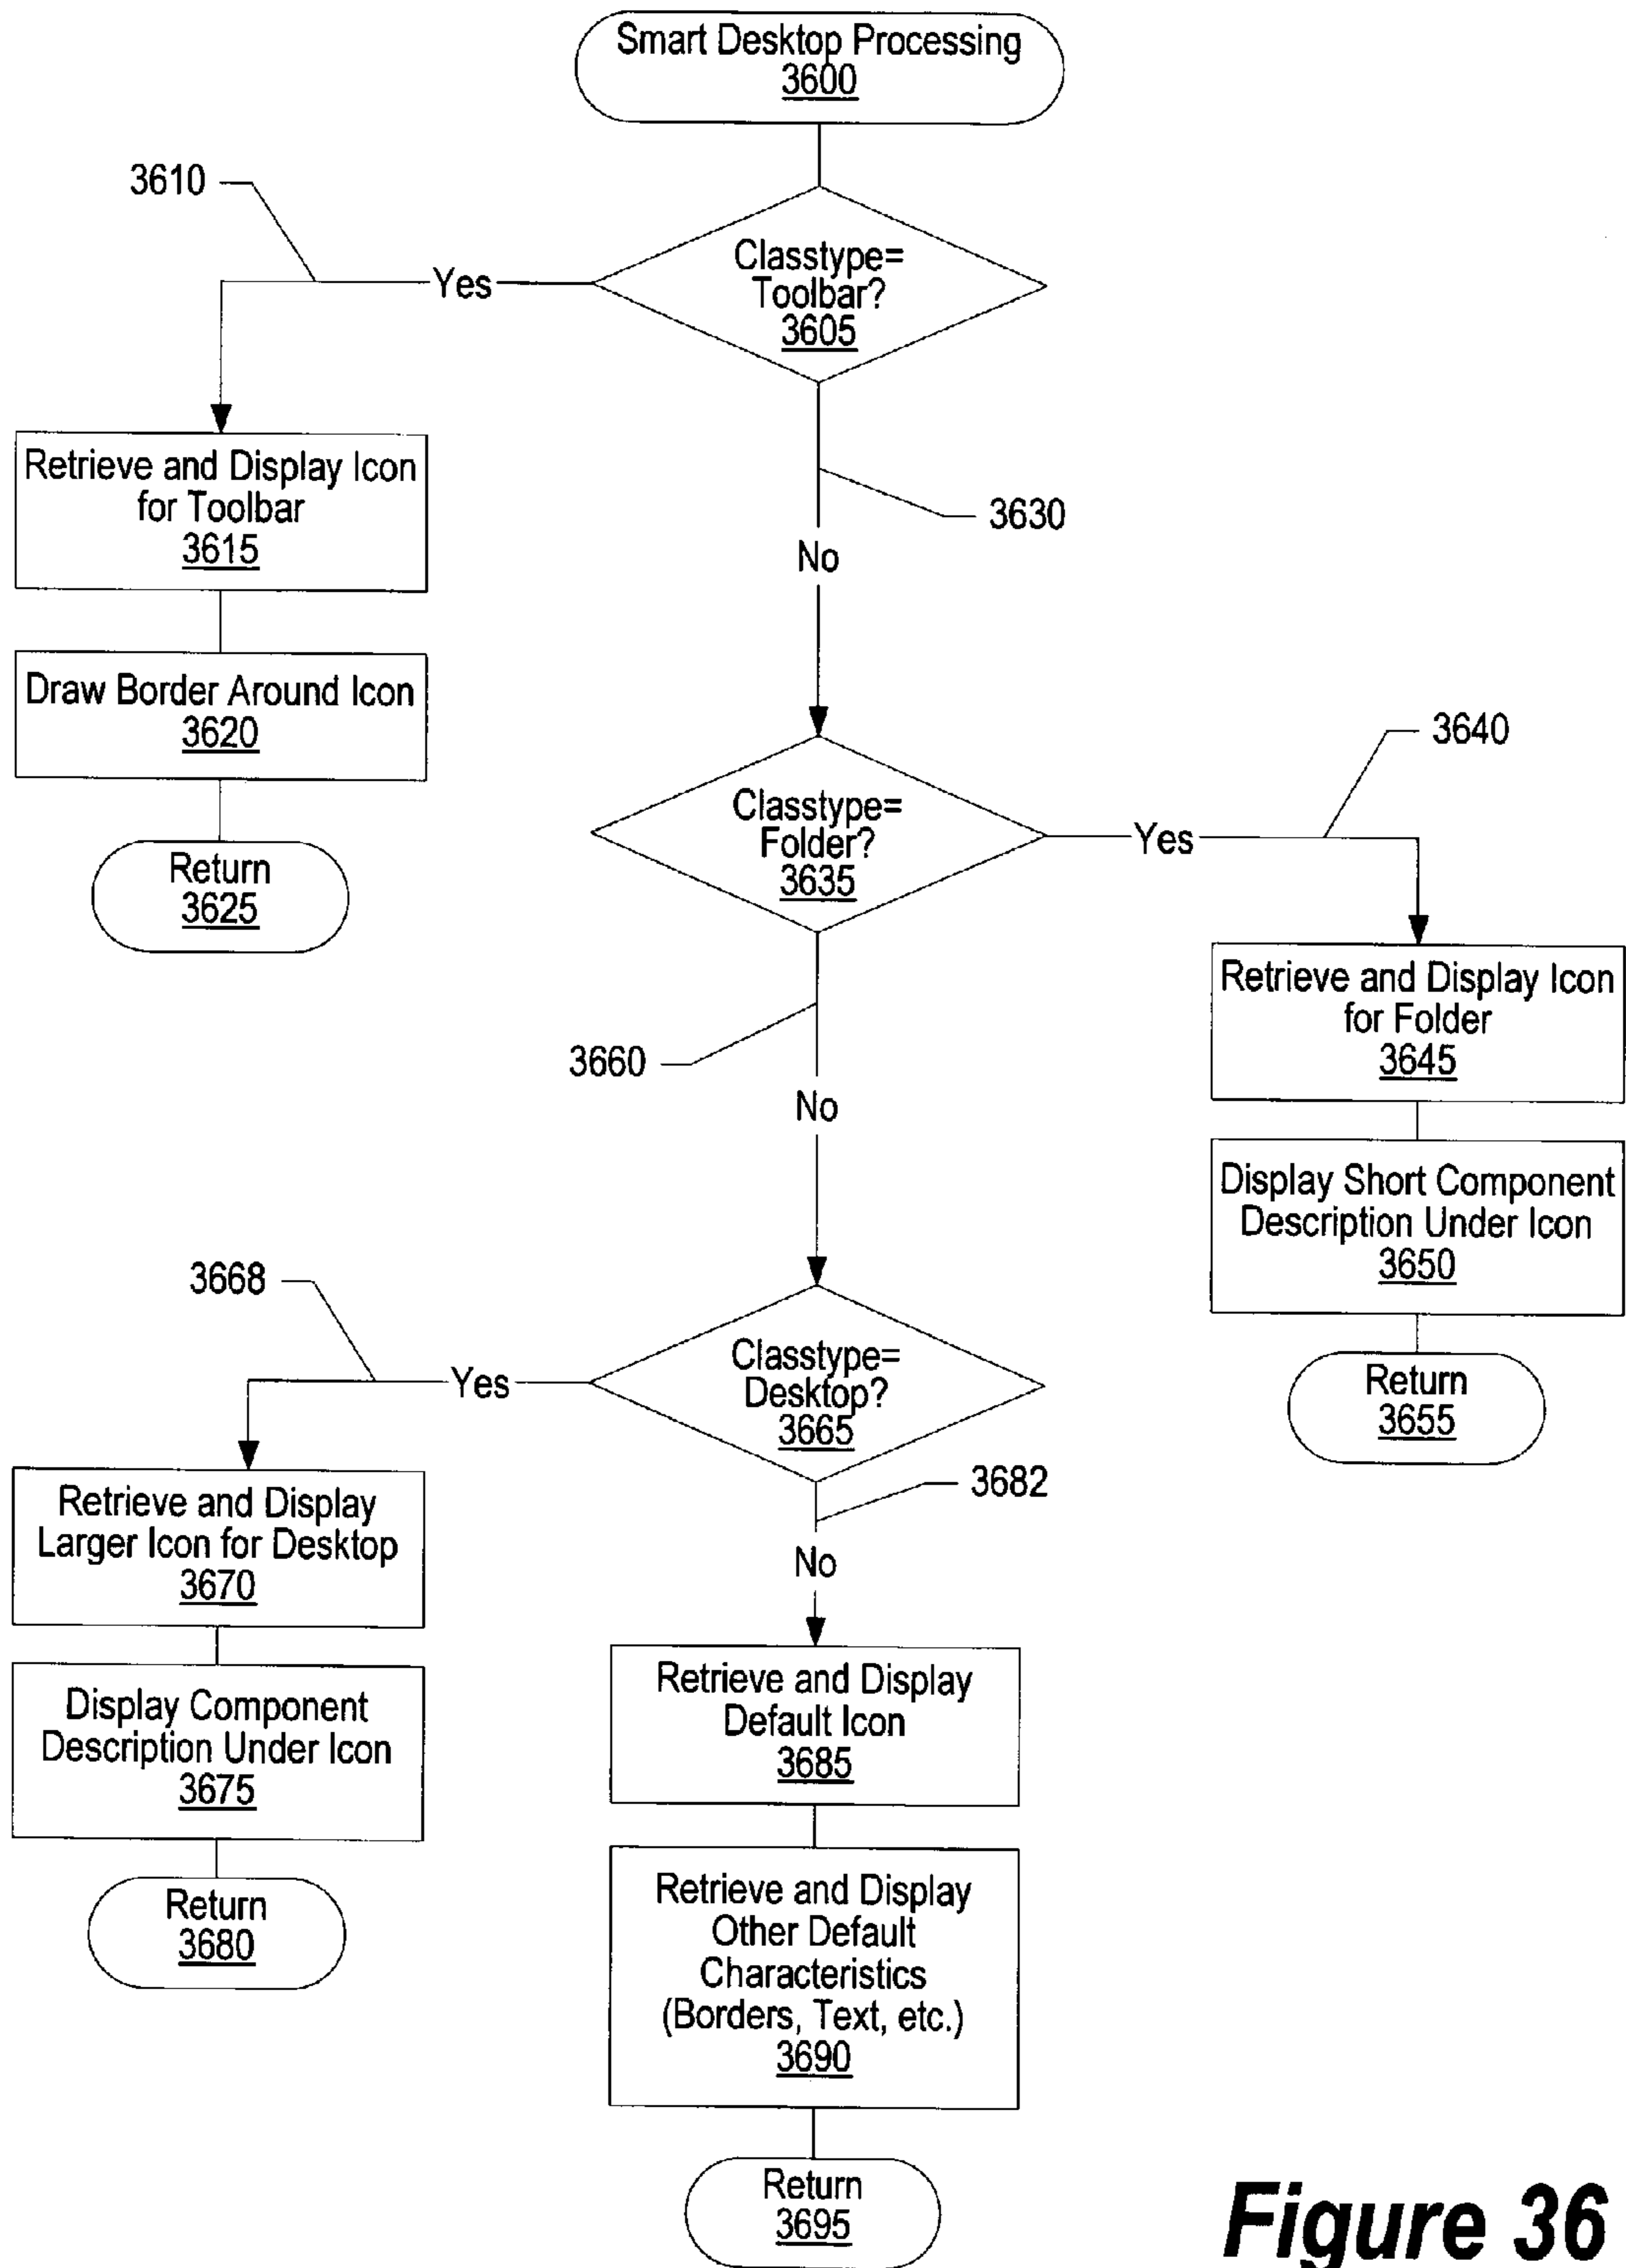 Smart Desktop Processing
3600
3610
Yes
Classtype=
Toolbar?
3605
Retrieve and Display Icon
for Toolbar
3615
3630
No
Draw Border Around Icon
3620
Return
3625
Classtype=
Folder?
3635
Yes
3640
Retrieve and Display Icon
for Folder
3645
3660
No
Display Short Component
Description Under Icon
3650
Return
3655
3668
Yes
Classtype=
Desktop?
3665
3682
No
Retrieve and Display
Larger Icon for Desktop
3670
Display Component
Description Under Icon
3675
Return
3680
Retrieve and Display
Default Icon
3685
Retrieve and Display
Other Default
Characteristics
(Borders, Text, etc.)
3690
Return
3695
Figure 36